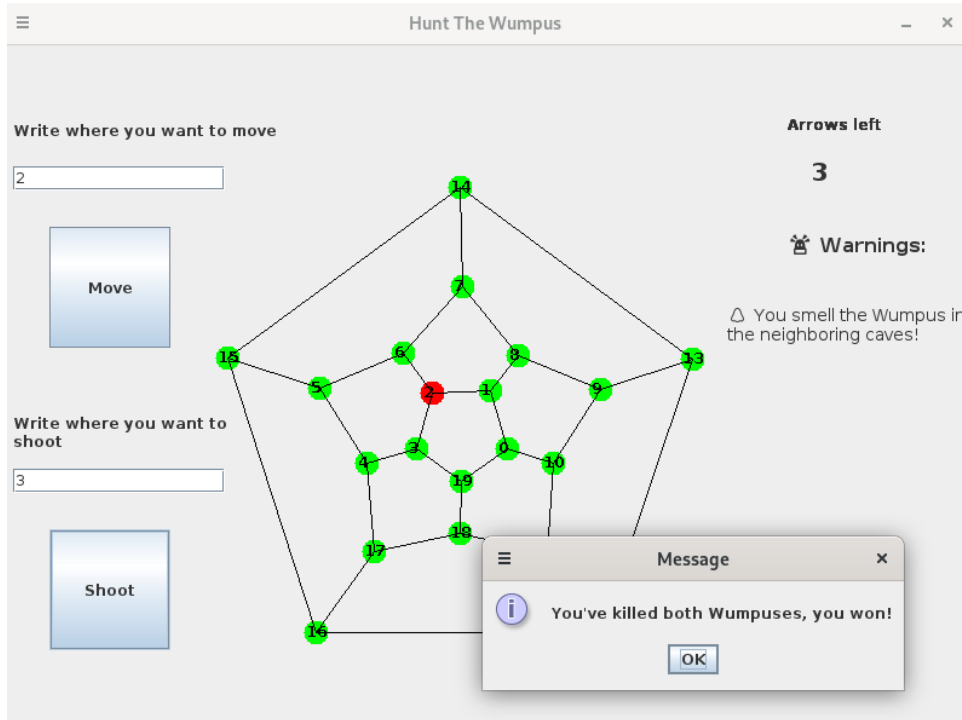 Hunt The Wumpus
Write where you want to move
2
Move
Write where you want to
shoot
3
Shoot
Arrows left
3
Warnings:
You smell the Wumpus in
the neighboring caves!
14
7
15
6
8
13
5
2
1
9
4
3
0
10
19
18
17
16
Message
You've killed both Wumpuses, you won!
OK